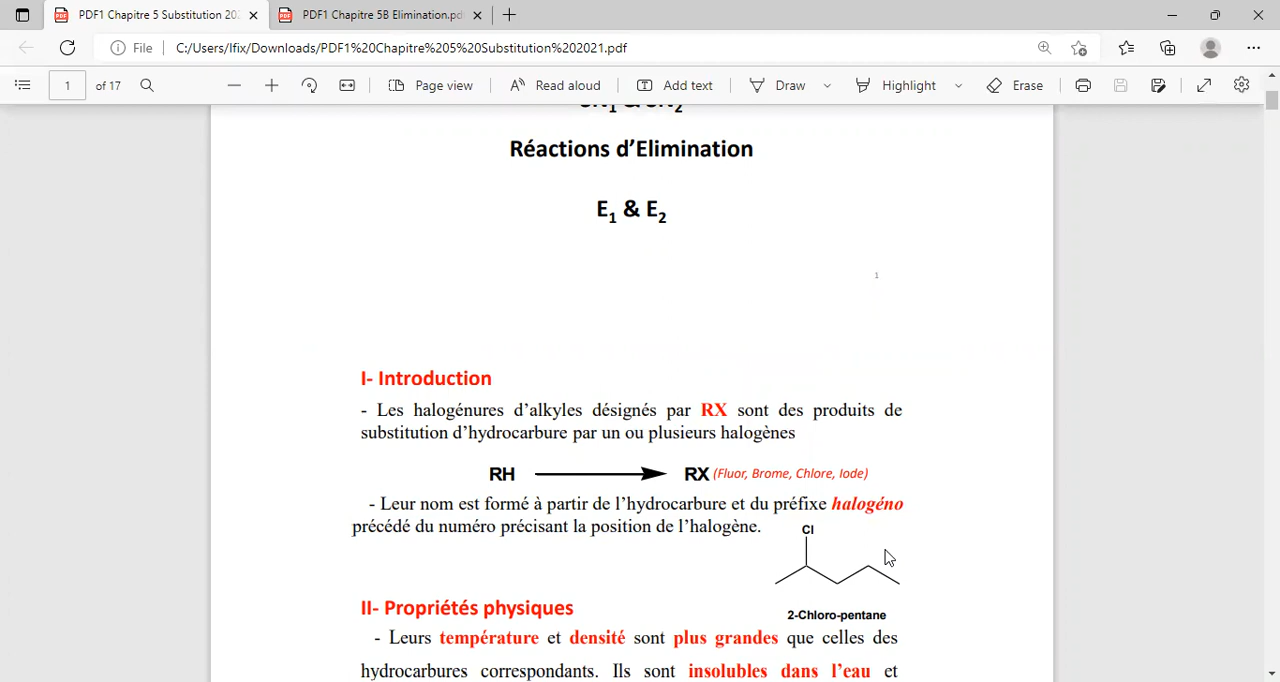 PDF1 Chapitre 5 Substitution 202
PDF1 Chapitre 5B Elimination.pdf
File
C:/Users/Ifix/Downloads/PDF1%20Chapitre%205%20Substitution%202021.pdf
1 of 17
Page view
Read aloud
Add text
Draw
Highlight
Erase
Réactions d'Elimination
E1 & E2
1
I- Introduction
- Les halogénures d'alkyles désignés par RX sont des produits de
substitution d'hydrocarbure par un ou plusieurs halogènes
RH RX (Fluor, Brome, Chlore, Iode)
- Leur nom est formé à partir de l'hydrocarbure et du préfixe halogéno
précédé du numéro précisant la position de l'halogène.
Cl
2-Chloro-pentane
II- Propriétés physiques
- Leurs température et densité sont plus grandes que celles des
hydrocarbures correspondants. Ils sont insolubles dans l'eau et